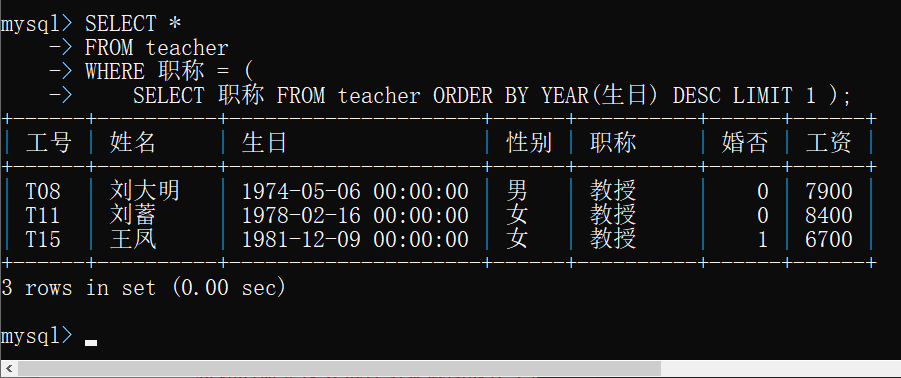 mysql> SELECT *
    -> FROM teacher
    -> WHERE 职称 = (
    ->     SELECT 职称 FROM teacher ORDER BY YEAR(生日) DESC LIMIT 1 );
+------+----------+---------------------+------+--------+------+------+
| 工号 | 姓名 | 生日 | 性别 | 职称 | 婚否 | 工资 |
+------+----------+---------------------+------+--------+------+------+
| T08 | 刘大明 | 1974-05-06 00:00:00 | 男 | 教授 | 0 | 7900 |
| T11 | 刘蓄 | 1978-02-16 00:00:00 | 女 | 教授 | 0 | 8400 |
| T15 | 王凤 | 1981-12-09 00:00:00 | 女 | 教授 | 1 | 6700 |
+------+----------+---------------------+------+--------+------+------+
3 rows in set (0.00 sec)
mysql>